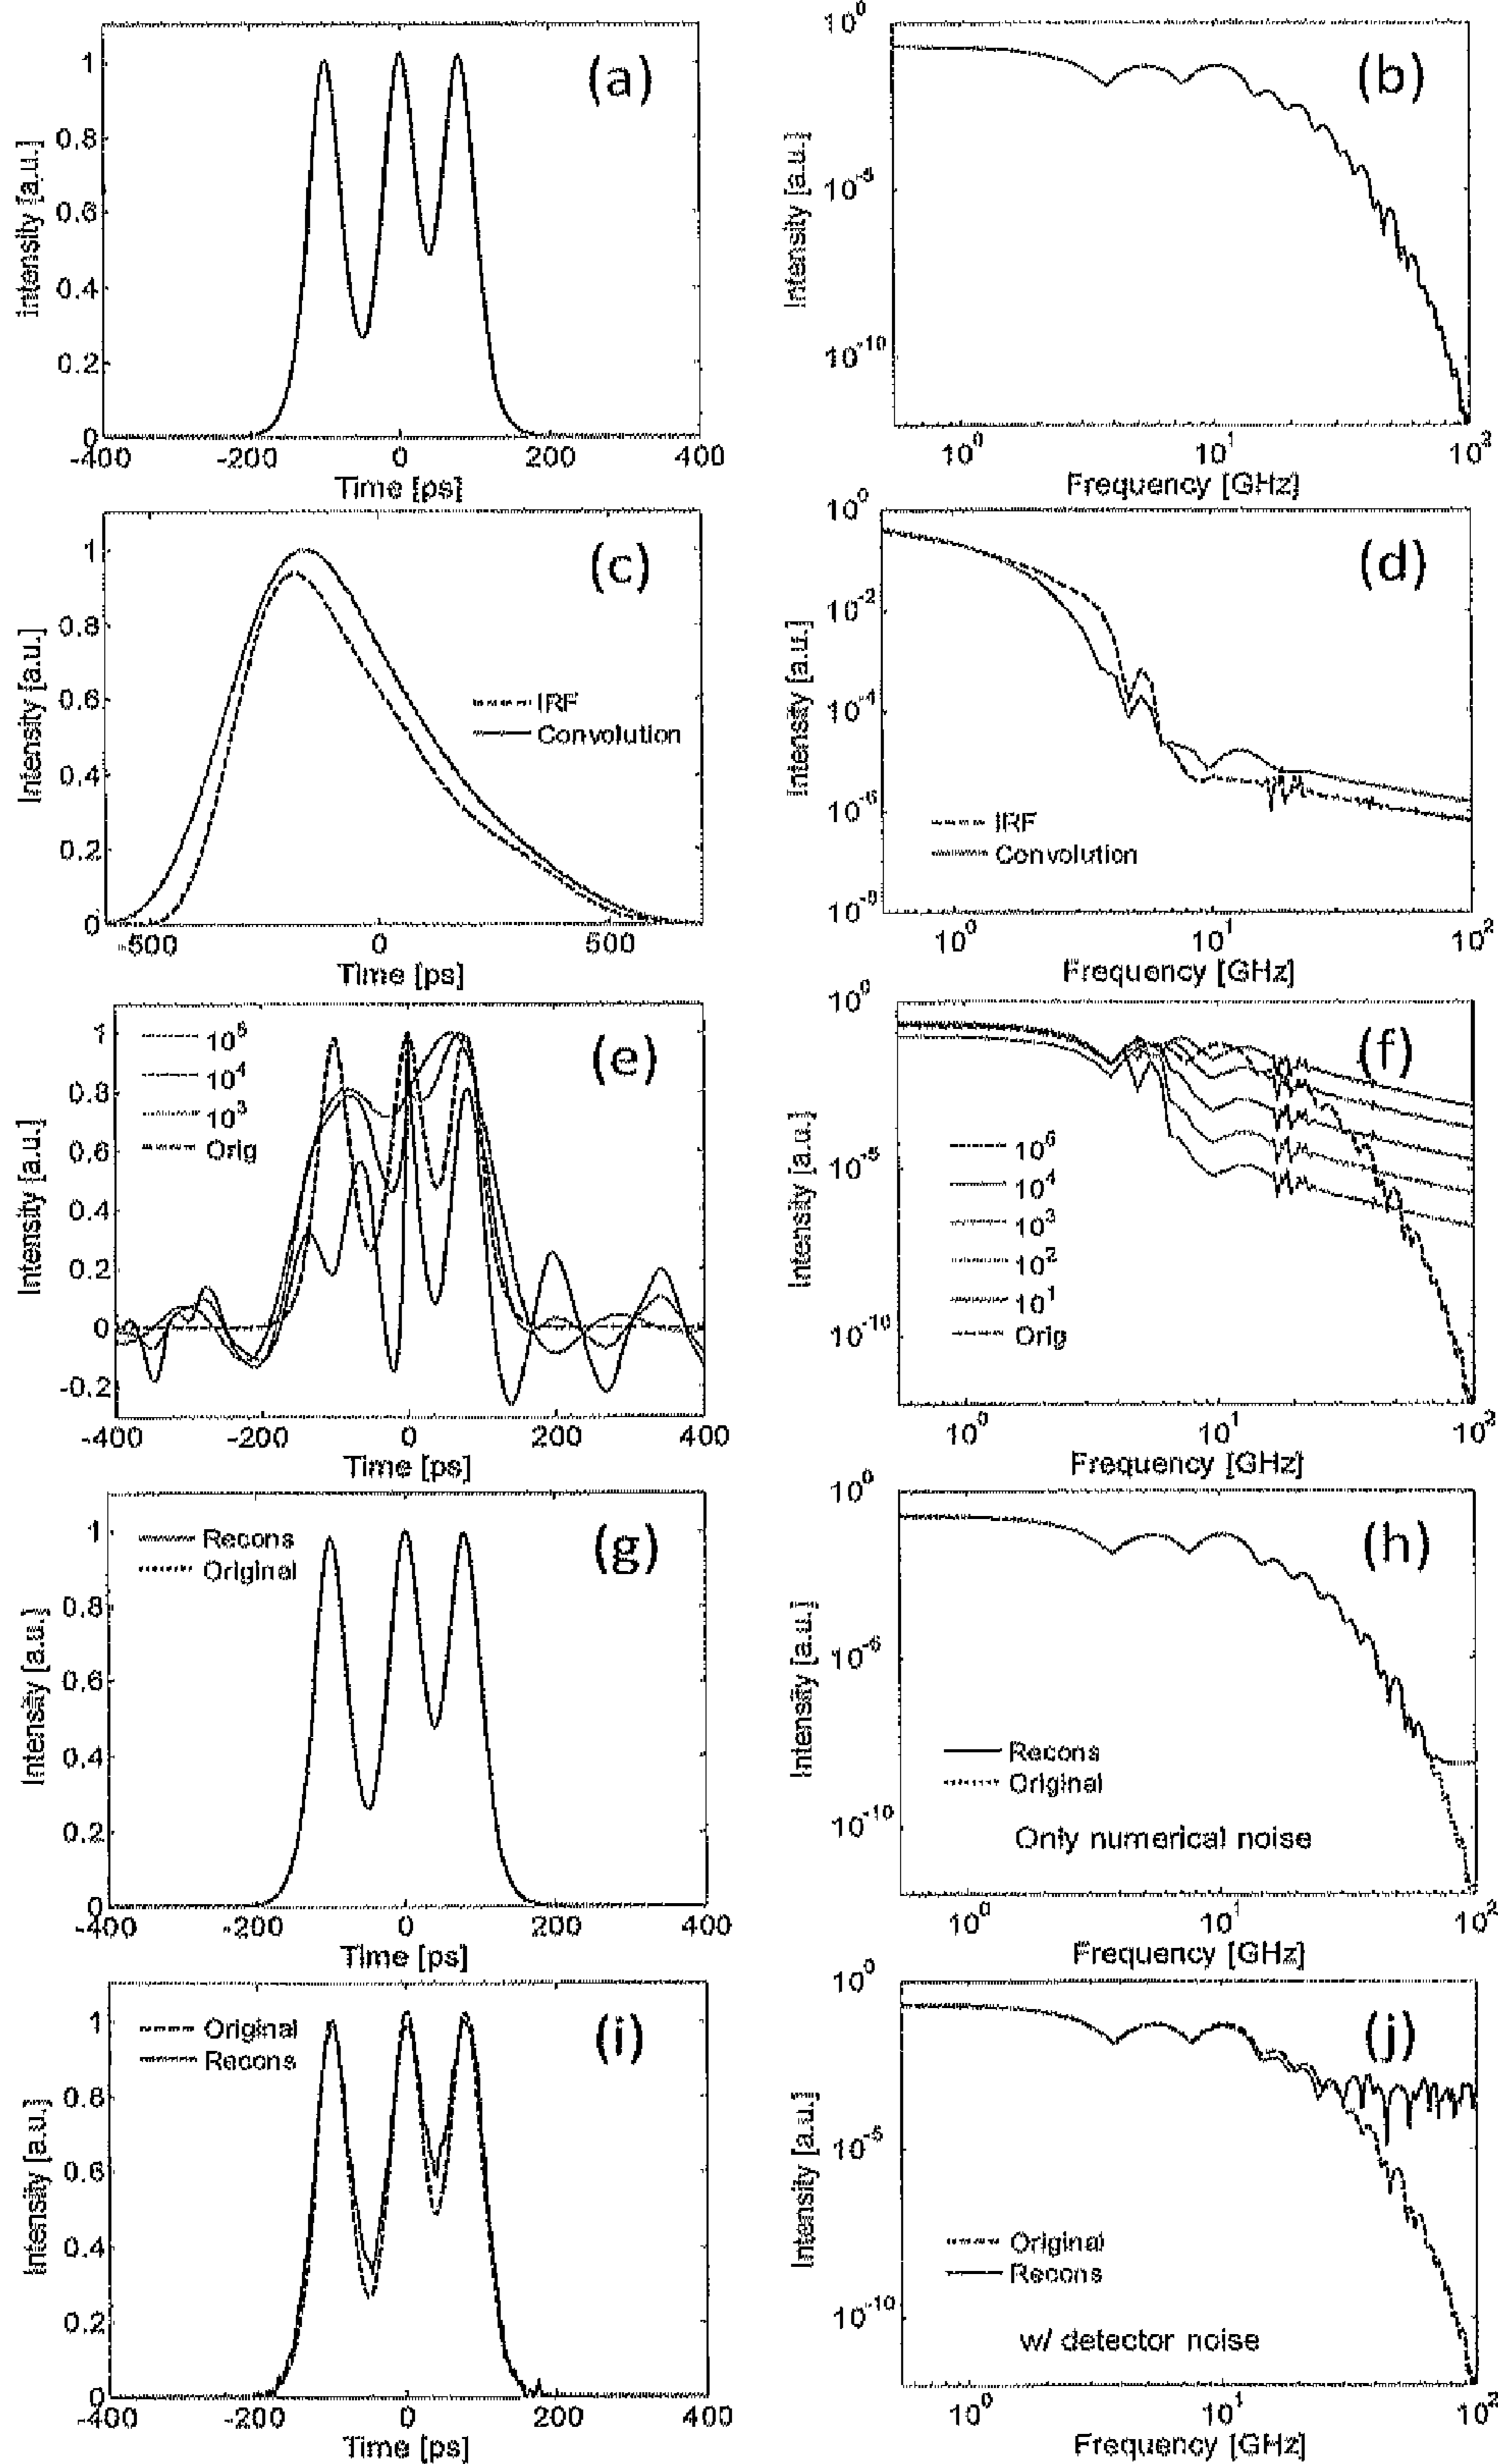 (a)
Intensity [a.u.]
1
0.8
0.6
0.4
0.2
0
-400 -200 0 200 400
Time [ps]
(b)
Intensity [a.u.]
10^0
10^-10
10^0 10^1 10^2
Frequency [GHz]
(c)
Intensity [a.u.]
1
0.8
0.6
0.4
0.2
0
IRF
Convolution
-500 0 500
Time [ps]
(d)
Intensity [a.u.]
10^0
10^-2
10^-4
10^-6
10^-8
IRF
Convolution
10^0 10^1 10^2
Frequency [GHz]
(e)
Intensity [a.u.]
1
0.8
0.6
0.4
0.2
0
-0.2
10^4
10^3
Orig
-400 -200 0 200 400
Time [ps]
(f)
Intensity [a.u.]
10^0
10^-5
10^-10
10^4
10^3
10^2
10^1
Orig
10^0 10^1 10^2
Frequency [GHz]
(g)
Intensity [a.u.]
1
0.8
0.6
0.4
0.2
0
Recons
Original
-400 -200 0 200 400
Time [ps]
(h)
Intensity [a.u.]
10^0
10^-10
Recons
Original
Only numerical noise
10^0 10^1 10^2
Frequency [GHz]
(i)
Intensity [a.u.]
1
0.8
0.6
0.4
0.2
0
Original
Recons
-400 -200 0 200 400
Time [ps]
(j)
Intensity [a.u.]
10^0
10^-5
10^-10
Original
Recons
w/ detector noise
10^0 10^1 10^2
Frequency [GHz]